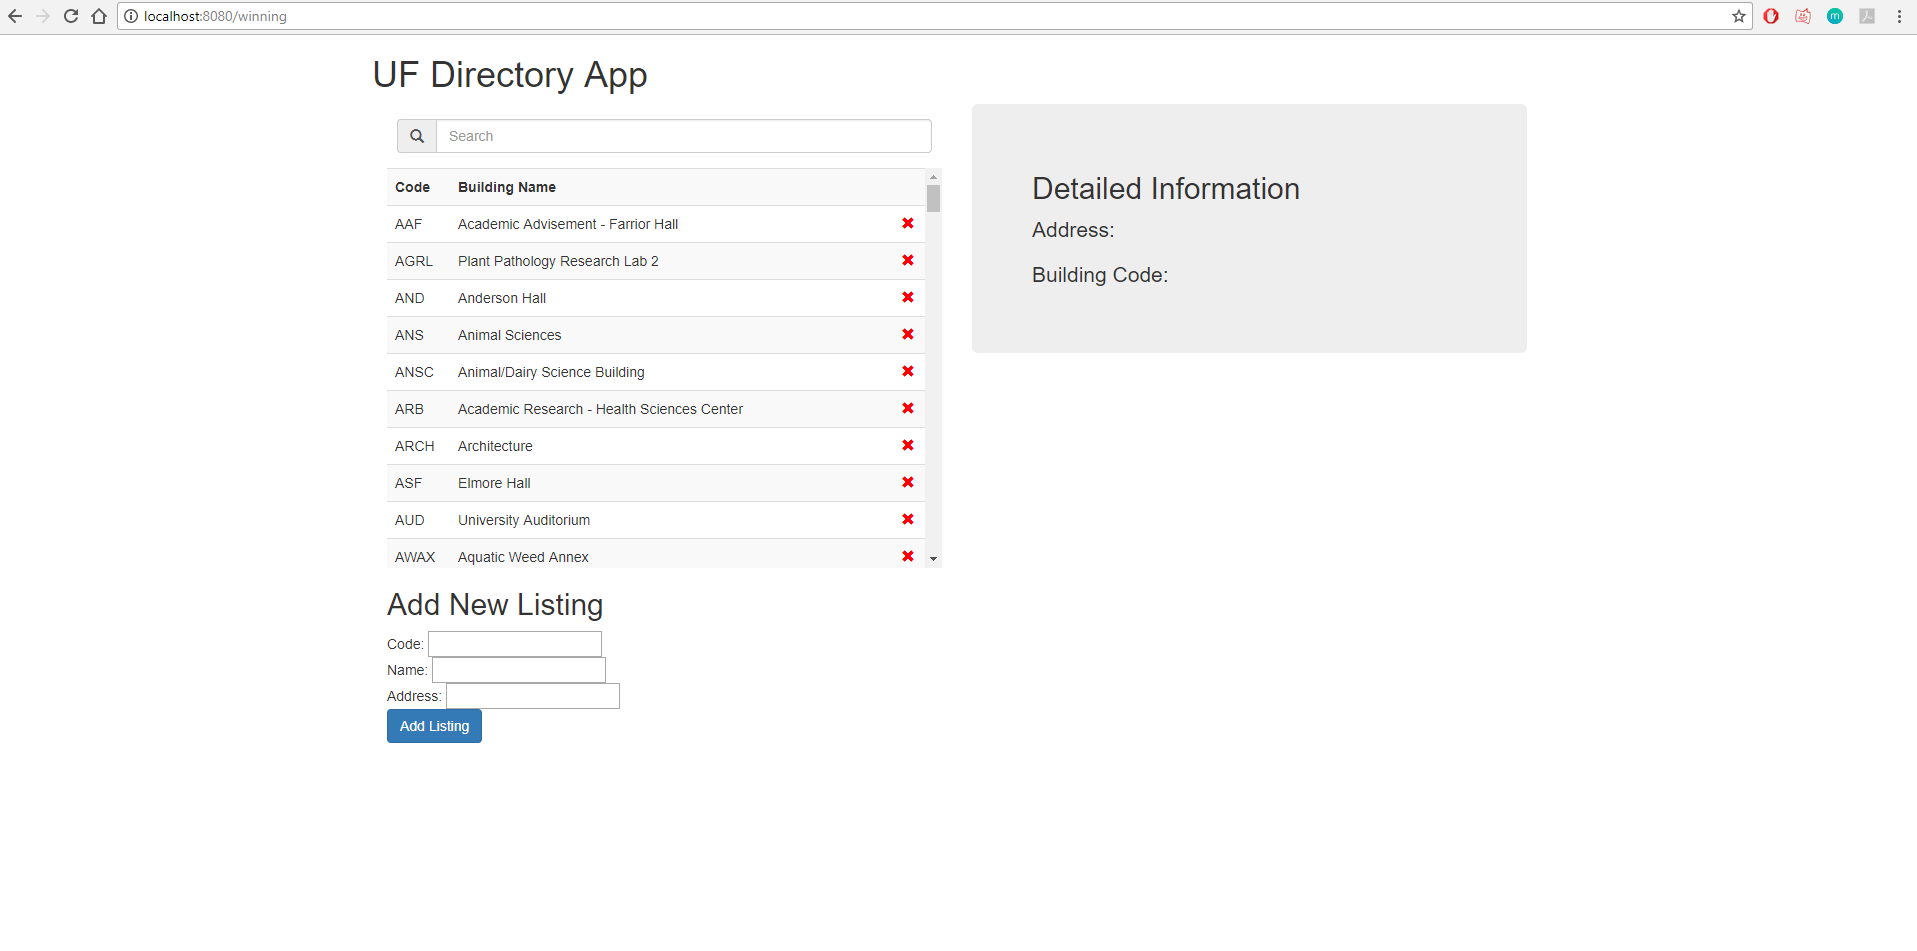 localhost:8080/winning
UF Directory App
Search
Code Building Name
AAF Academic Advisement - Farrior Hall
AGRL Plant Pathology Research Lab 2
AND Anderson Hall
ANS Animal Sciences
ANSC Animal/Dairy Science Building
ARB Academic Research - Health Sciences Center
ARCH Architecture
ASF Elmore Hall
AUD University Auditorium
AWAX Aquatic Weed Annex
Add New Listing
Code:
Name:
Address:
Add Listing
Detailed Information
Address:
Building Code:
m